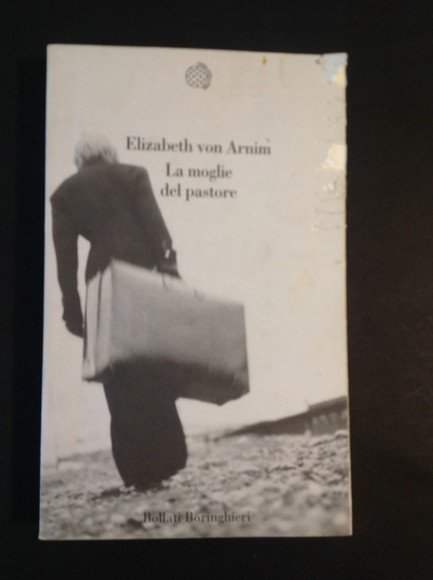 Elizabeth von Arnim
La moglie
del pastore
Bollati Boringhieri